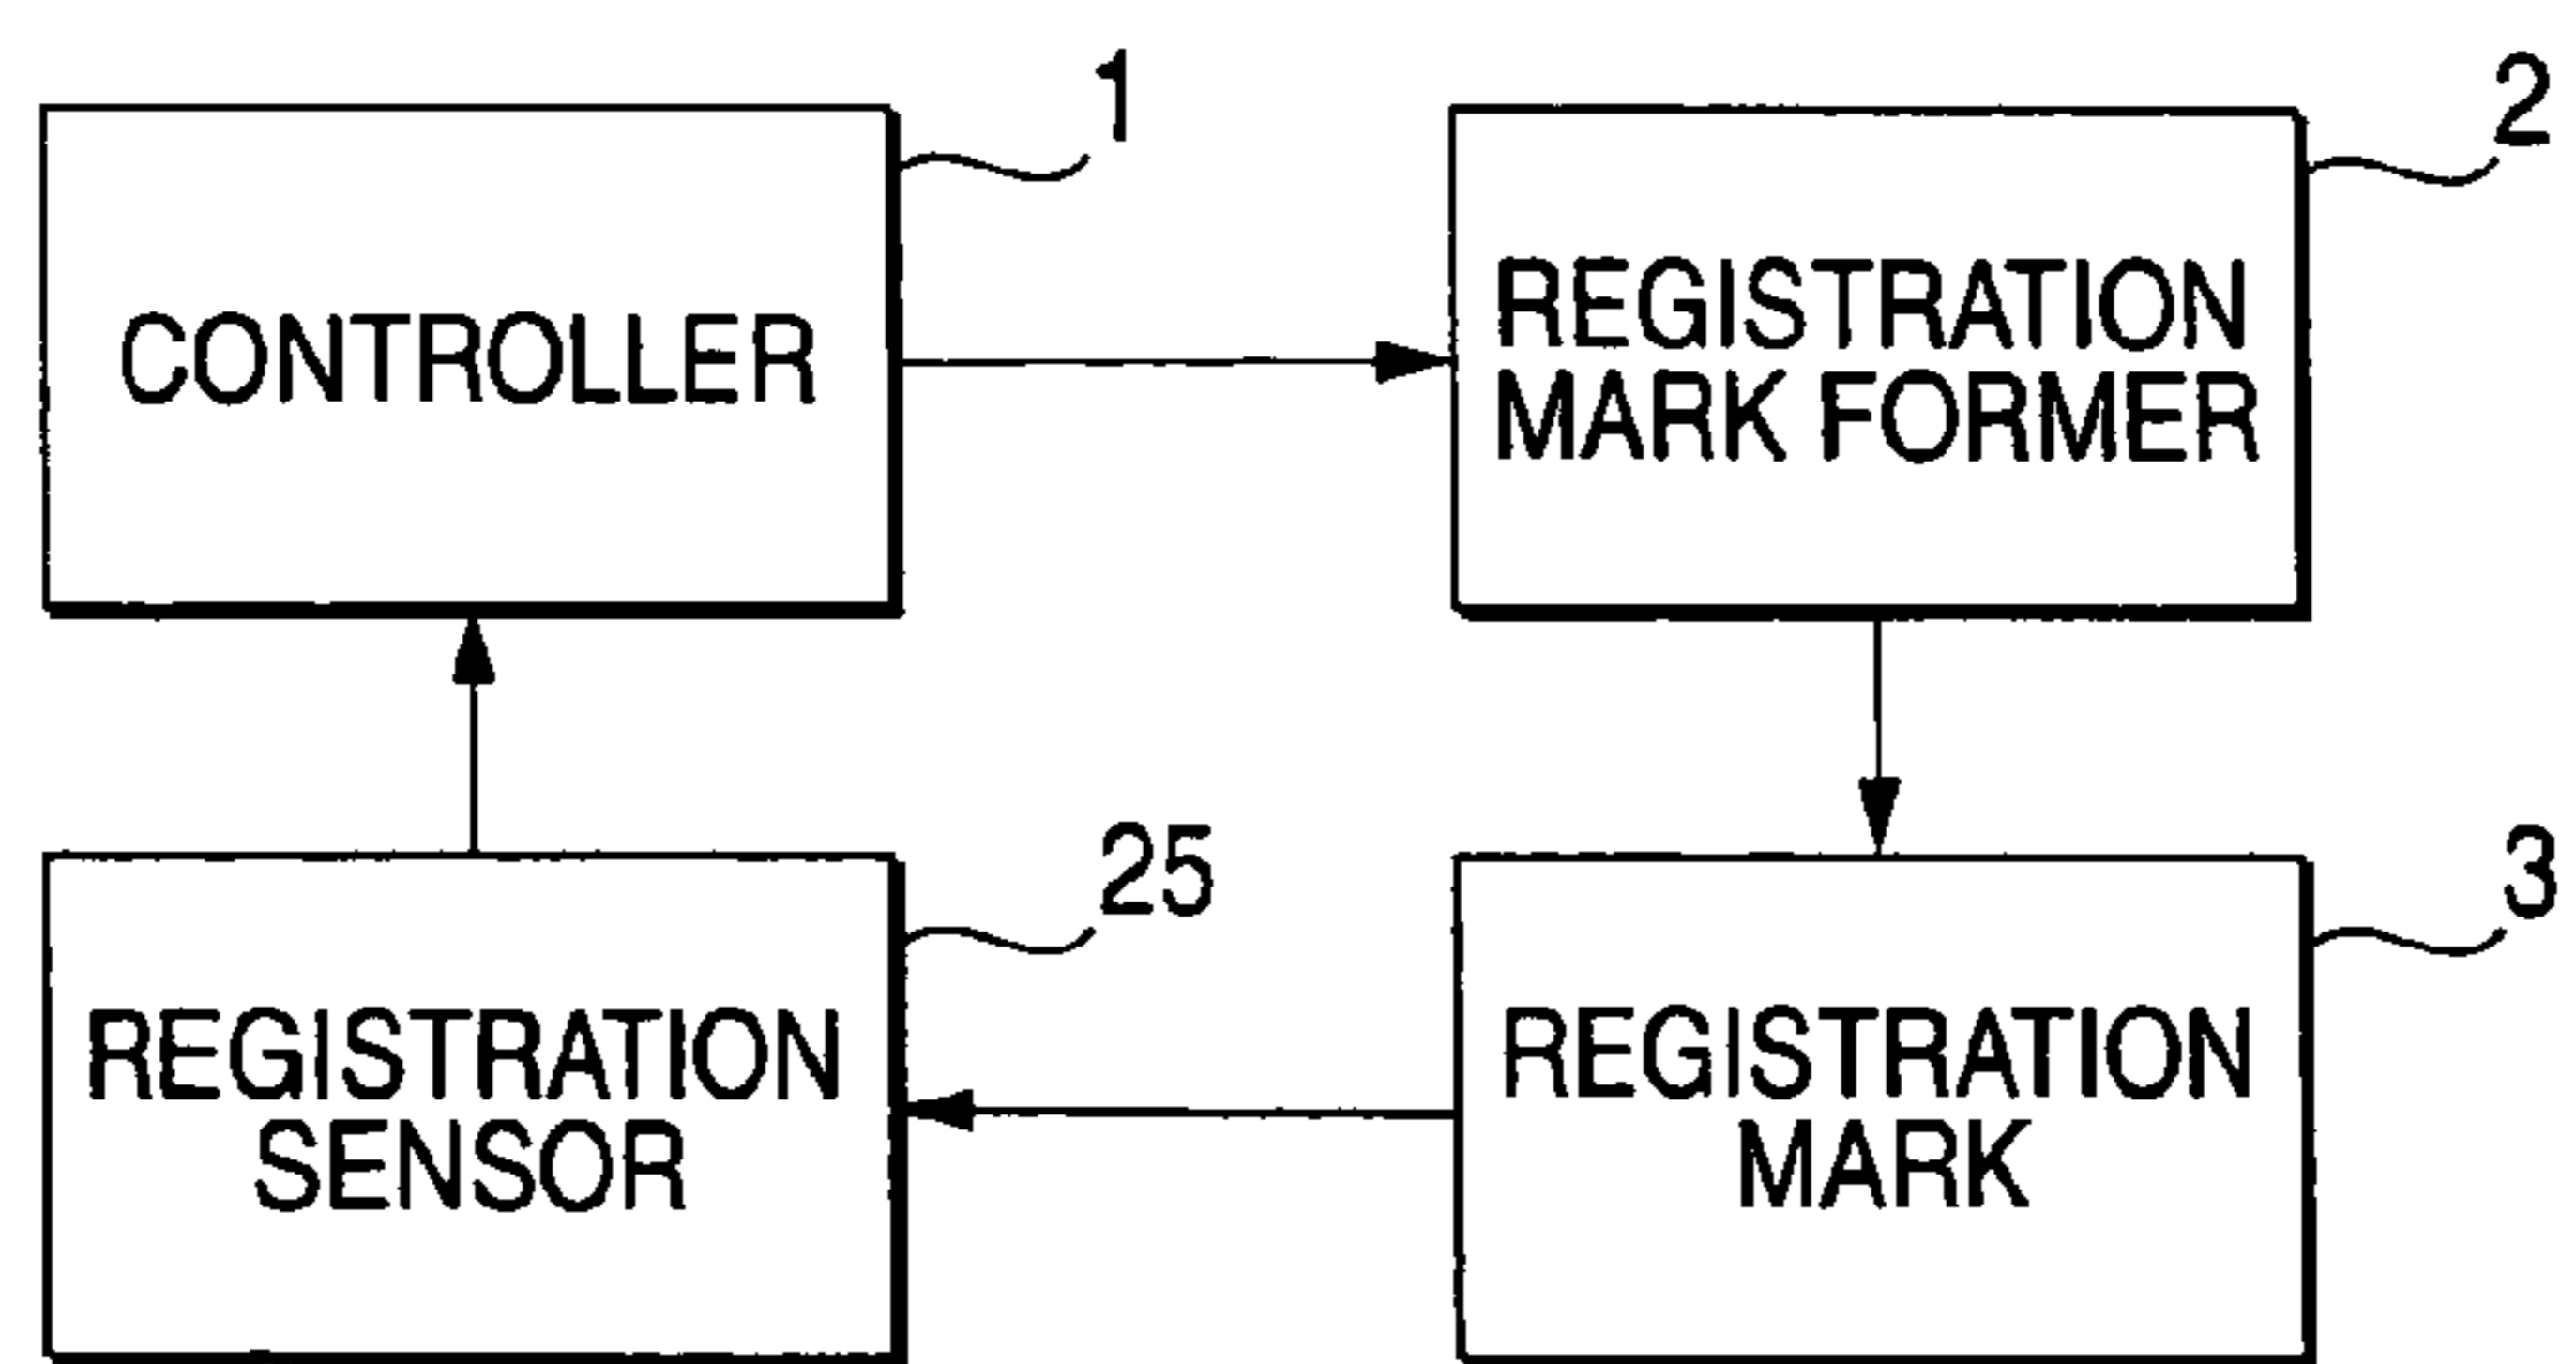 1
CONTROLLER
2
REGISTRATION
MARK FORMER
25
REGISTRATION
SENSOR
3
REGISTRATION
MARK